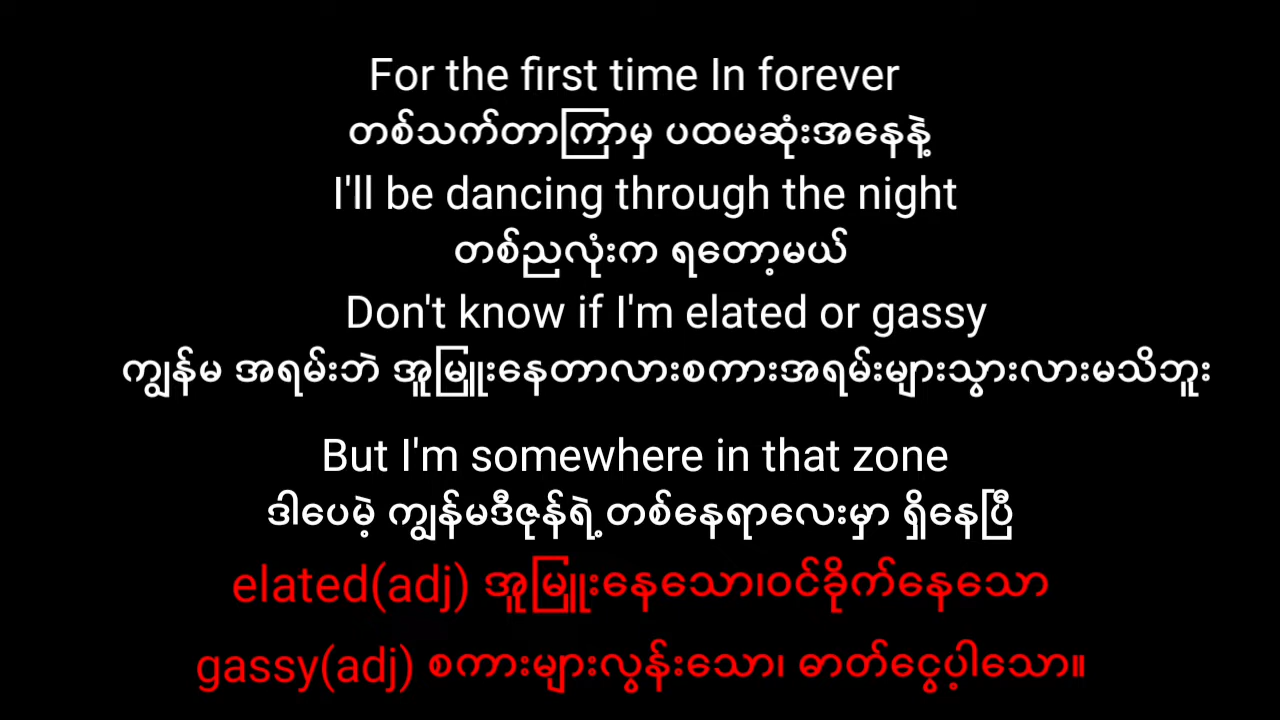 For the first time In forever
တစ်သက်တာကြာမှ ပထမဆုံးအနေနဲ့
I'll be dancing through the night
တစ်ညလုံးက ရတော့မယ်
Don't know if I'm elated or gassy
ကျွန်မ အရမ်းဘဲ အူမြူးနေတာလားစကားအရမ်းများသွားလားမသိဘူး
But I'm somewhere in that zone
ဒါပေမဲ့ ကျွန်မဒီဇုန်ရဲ့တစ်နေရာလေးမှာ ရှိနေပြီ
elated(adj) အူမြူးနေသော၊ဝင်ခိုက်နေသော
gassy(adj) စကားများလွန်းသော၊ ဓာတ်ငွေ့ပါသော။